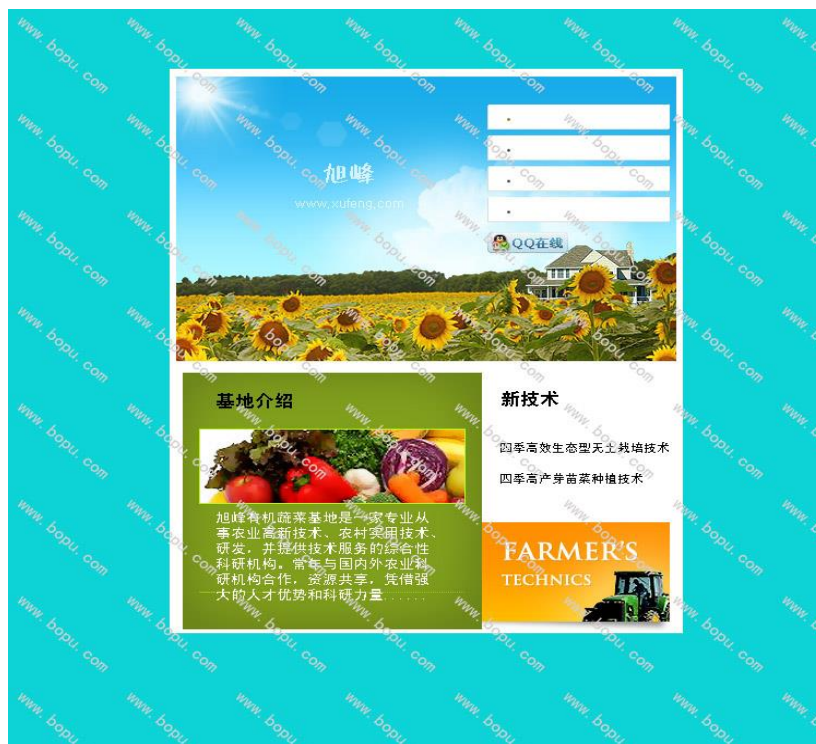 旭峰
www.xufeng.com
QQ在线
基地介绍
旭峰有机蔬菜基地是一家专业从
事农业高新技术、农村实用技术、
研发，并提供技术服务的综合性
科研机构。常年与国内外农业科
研机构合作，资源共享，凭借强
大的人才优势和科研力量......
新技术
四季高效生态型无土栽培技术
四季高产芽苗菜种植技术
FARMER'S
TECHNICS
www.bopu.com